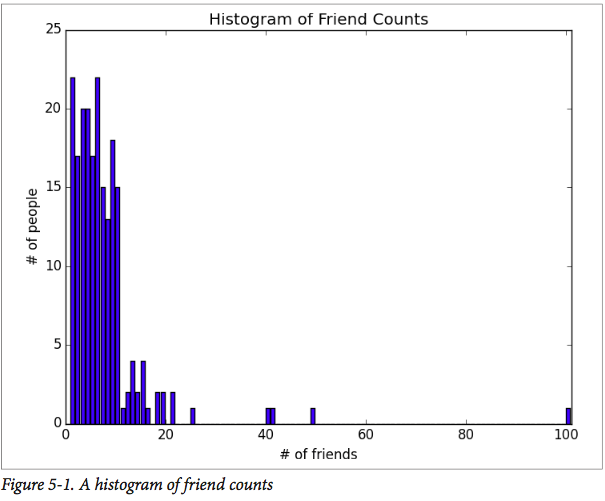 Histogram of Friend Counts
25
20
15
10
5
0
# of people
0 20 40 60 80 100
# of friends
Figure 5-1. A histogram of friend counts